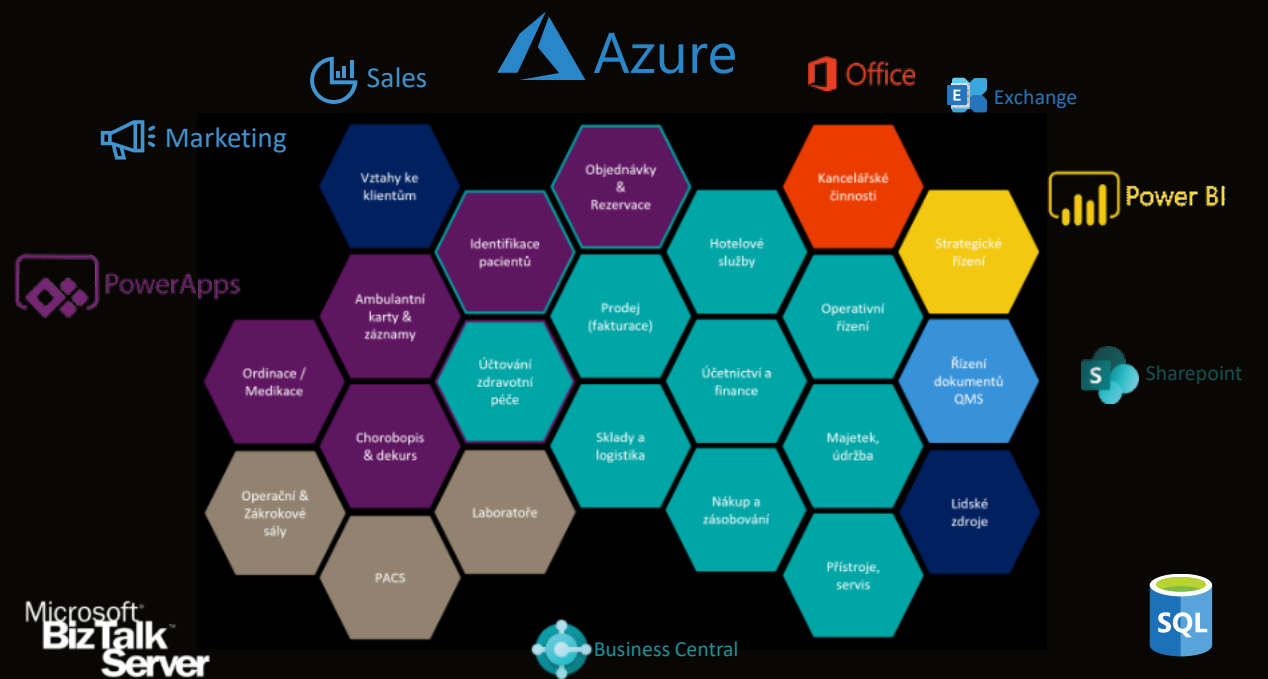 Azure
Sales
Office
Exchange
Marketing
Vztahy ke
klientům
Objednávky
&
Rezervace
Kancelářské
činnosti
Power BI
Identifikace
pacientů
Hotelové
služby
Strategické
řízení
PowerApps
Ambulantní
karty &
záznamy
Prodej
(fakturace)
Operativní
řízení
Ordinace /
Medikace
Účtování
zdravotní
péče
Účetnictví a
finance
Řízení
dokumentů
QMS
S
Sharepoint
Chorobopis
& dekurs
Sklady a
logistika
Majetek,
údržba
Operační &
Zákrokové
sály
Laboratoře
Nákup a
zásobování
Lidské
zdroje
PACS
Přístroje,
servis
Microsoft®
BizTalk™
Server
Business Central
SQL
E